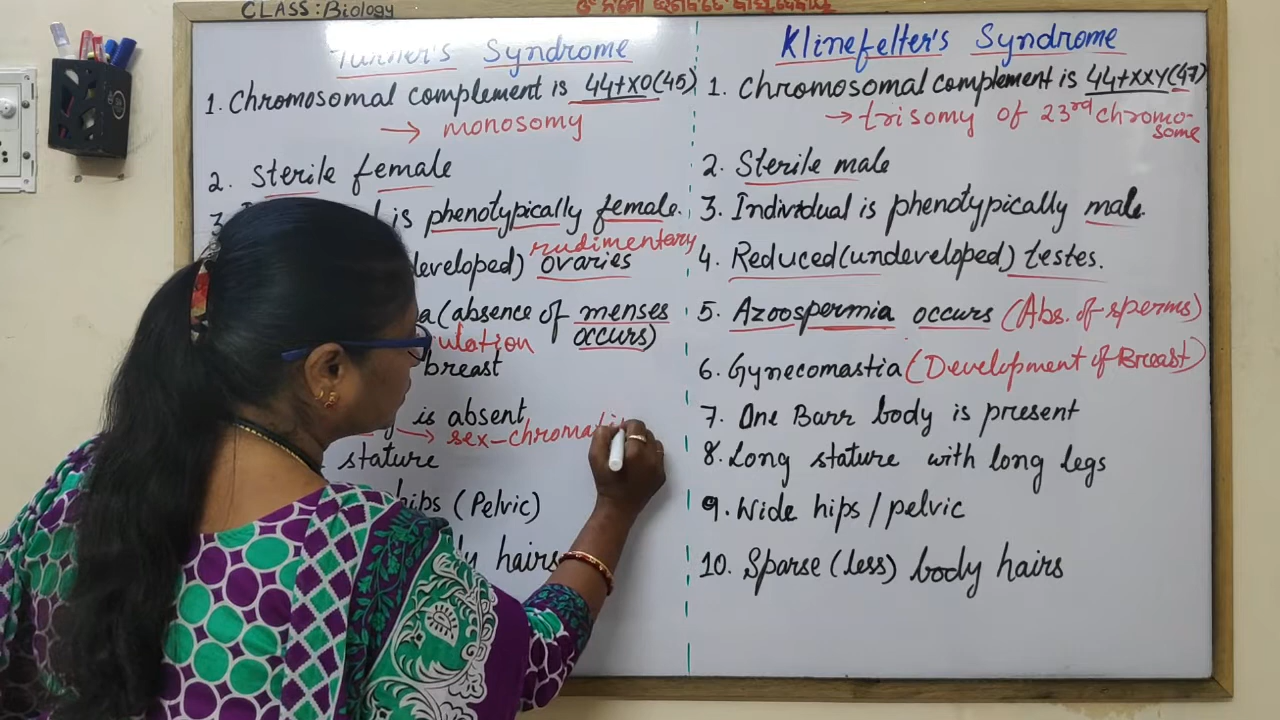 CLASS: Biology
Turner's Syndrome
1. Chromosomal complement is 44+XO(45)
→ monosomy
2. Sterile female
is phenotypically female.
rudimentary
developed) ovaries
(absence of menses
occurs)
breast
is absent
→ sex-chromati
stature
hips (Pelvic)
hairs
Klinefelter's Syndrome
1. Chromosomal complement is 44+XXY(47)
→ trisomy of 23rd chromo-
some
2. Sterile male
3. Individual is phenotypically male.
4. Reduced(undeveloped) testes.
5. Azoospermia occurs (Abs. of sperms)
6. Gynecomastia (Development of Breast)
7. One Barr body is present
8. Long stature with long legs
9. Wide hips/pelvic
10. Sparse (less) body hairs